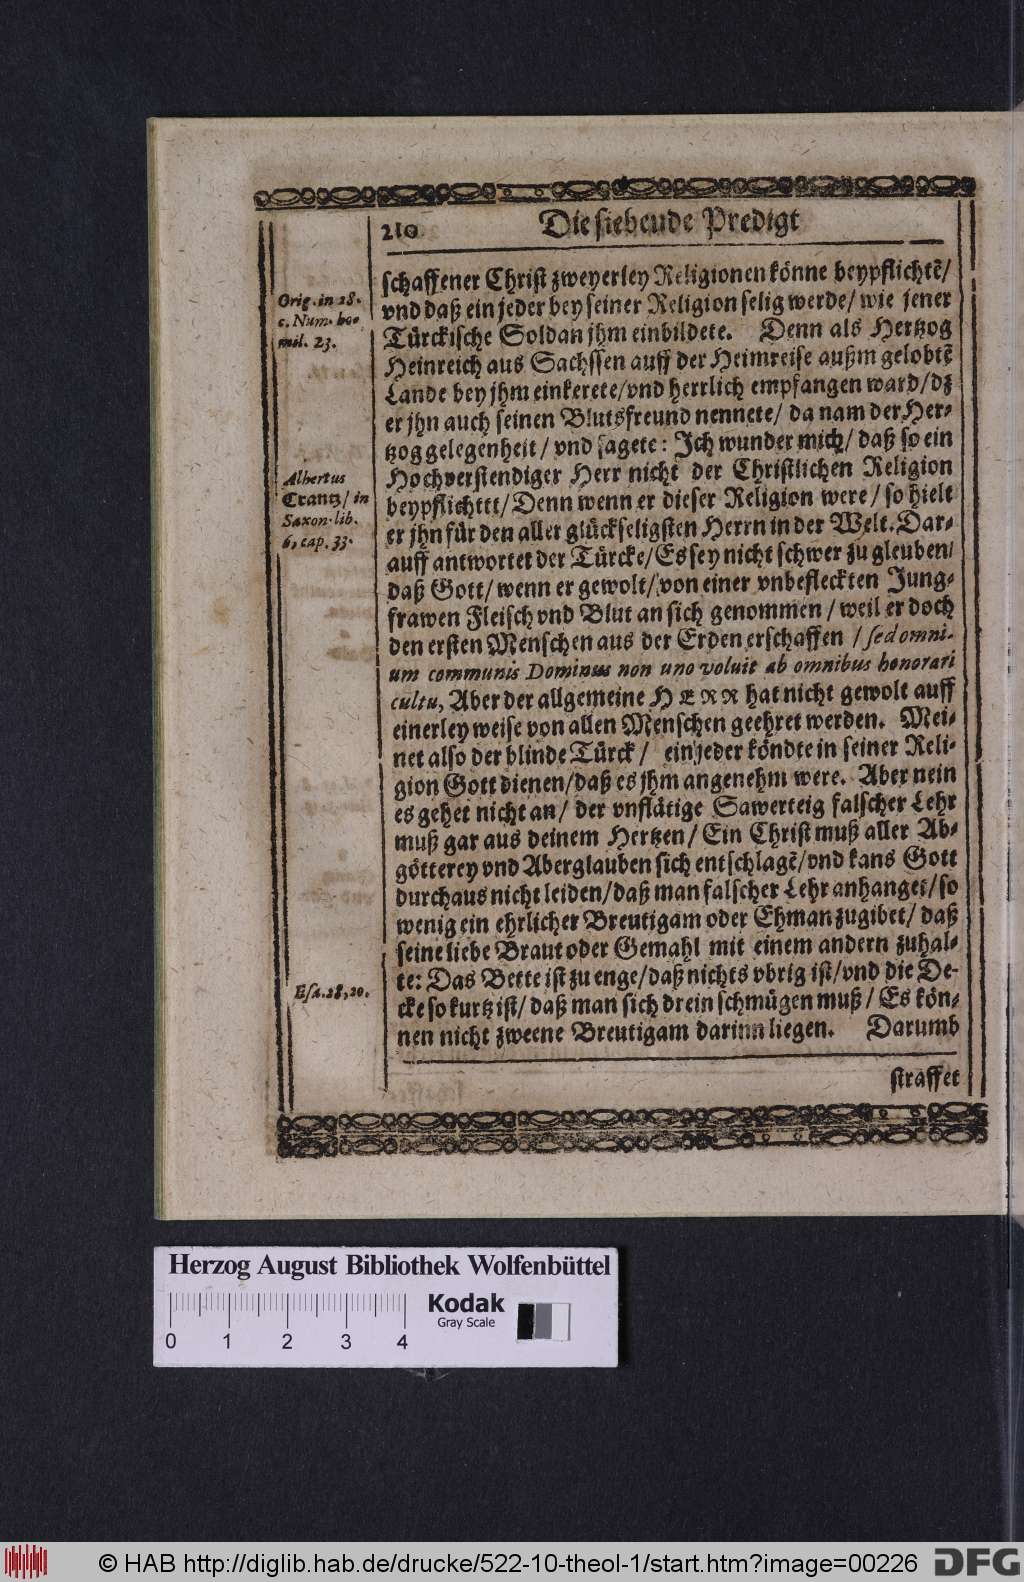 210 Die siebende Predigt
schaffener Christ zweyerley Religionen könne beypflichtẽ/
vnd daß ein jeder bey seiner Religion selig werde/ wie jener
Türckische Soldan jhm einbildete. Denn als Hertzog
Heinreich aus Sachssen auff der Heimreise außm gelobtẽ
Lande bey jhm einkerete/vnd herrlich empfangen ward/dz
er jhn auch seinen Blutsfreund nennete/ da nam der Her-
tzog gelegenheit/ vnd sagete: Ich wunder mich/ daß so ein
Hochverstendiger Herr nicht der Christlichen Religion
beypflichttt/ Denn wenn er dieser Religion were/ so hielt
er jhn für den aller glückseligsten Herrn in der Welt. Dar-
auff antwortet der Türcke/ Es sey nicht schwer zu gleuben/
daß Gott/ wenn er gewolt/ von einer vnbefleckten Jung-
frawen Fleisch vnd Blut an sich genommen/ weil er doch
den ersten Menschen aus der Erden erschaffen/ sed omni-
um communis Dominus non uno voluit ab omnibus honorari
cultu, Aber der allgemeine HERR hat nicht gewolt auff
einerley weise von allen Menschen geehret werden. Mei-
net also der blinde Türck/ ein jeder köndte in seiner Reli-
gion Gott dienen/daß es jhm angenehm were. Aber nein
es gehet nicht an/ der vnflätige Sawerteig falscher Lehr
muß gar aus deinem Hertzen/ Ein Christ muß aller Ab-
götterey vnd Aberglauben sich entschlagẽ/vnd kans Gott
durchaus nicht leiden/daß man falscher Lehr anhanget/so
wenig ein ehrlicher Breutigam oder Ehman zugibet/ daß
seine liebe Braut oder Gemahl mit einem andern zuhal-
te: Das Bette ist zu enge/daß nichts vbrig ist/vnd die De-
cke so kurtz ist/ daß man sich drein schmügen muß/ Es kön-
nen nicht zweene Breutigam darinn liegen. Darumb
straffet
Orig. in 28.
c. Num. ho-
mil. 23.
Albertus
Crantz/ in
Saxon. lib.
6, cap. 33.
Esa. 28, 20.
Herzog August Bibliothek Wolfenbüttel
Kodak
Gray Scale
0 1 2 3 4
© HAB http://diglib.hab.de/drucke/522-10-theol-1/start.htm?image=00226
DFG